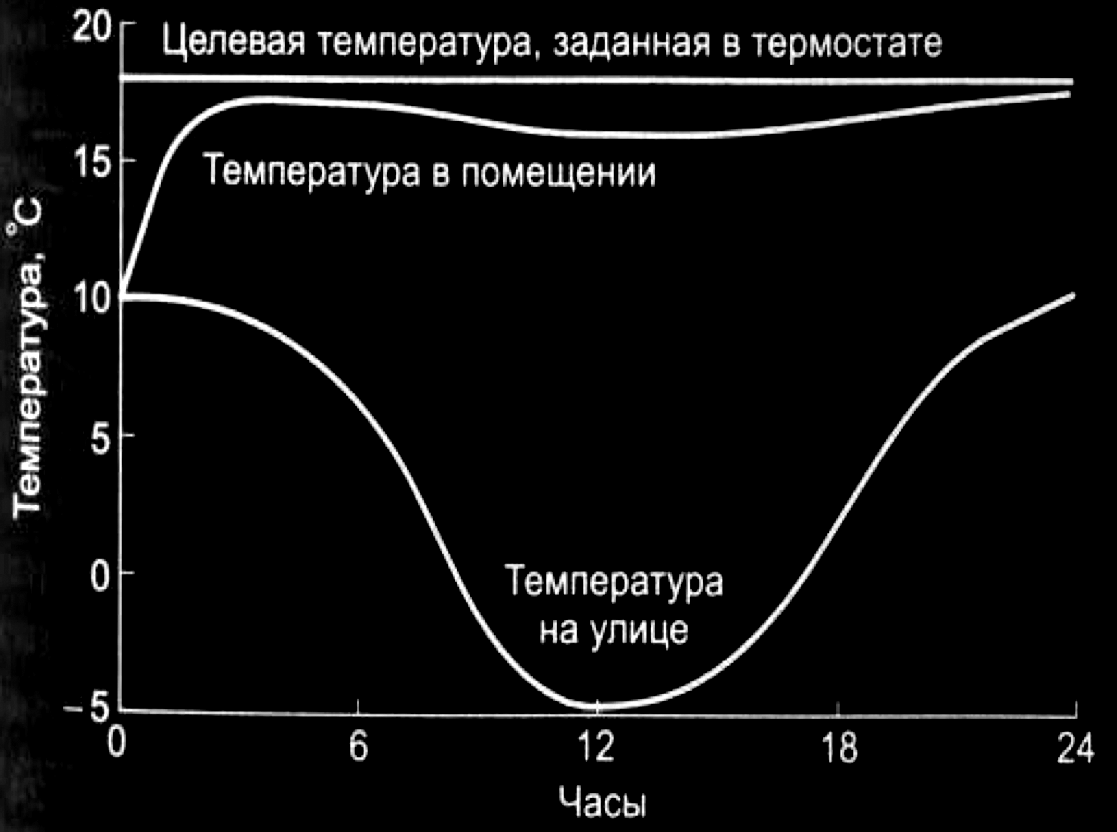 20
Целевая температура, заданная в термостате
15
Температура в помещении
Температура, °С
10
5
0
Температура
на улице
–5
0 6 12 18 24
Часы